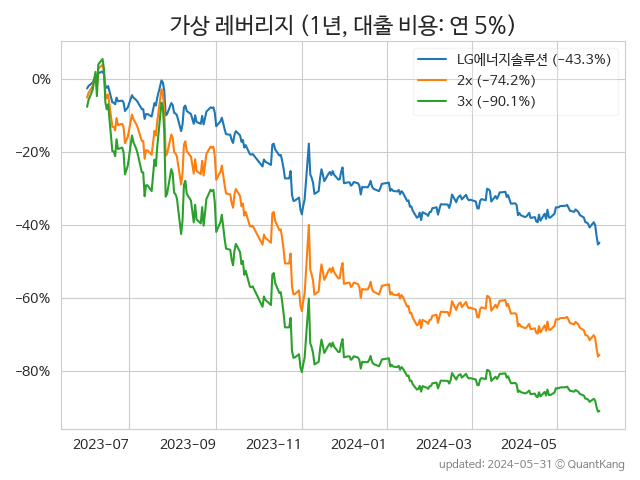 가상 레버리지 (1년, 대출 비용: 연 5%)
LG에너지솔루션 (−43.3%)
2x (−74.2%)
3x (−90.1%)
0%
−20%
−40%
−60%
−80%
2023-07 2023-09 2023-11 2024-01 2024-03 2024-05
updated: 2024-05-31 © QuantKang